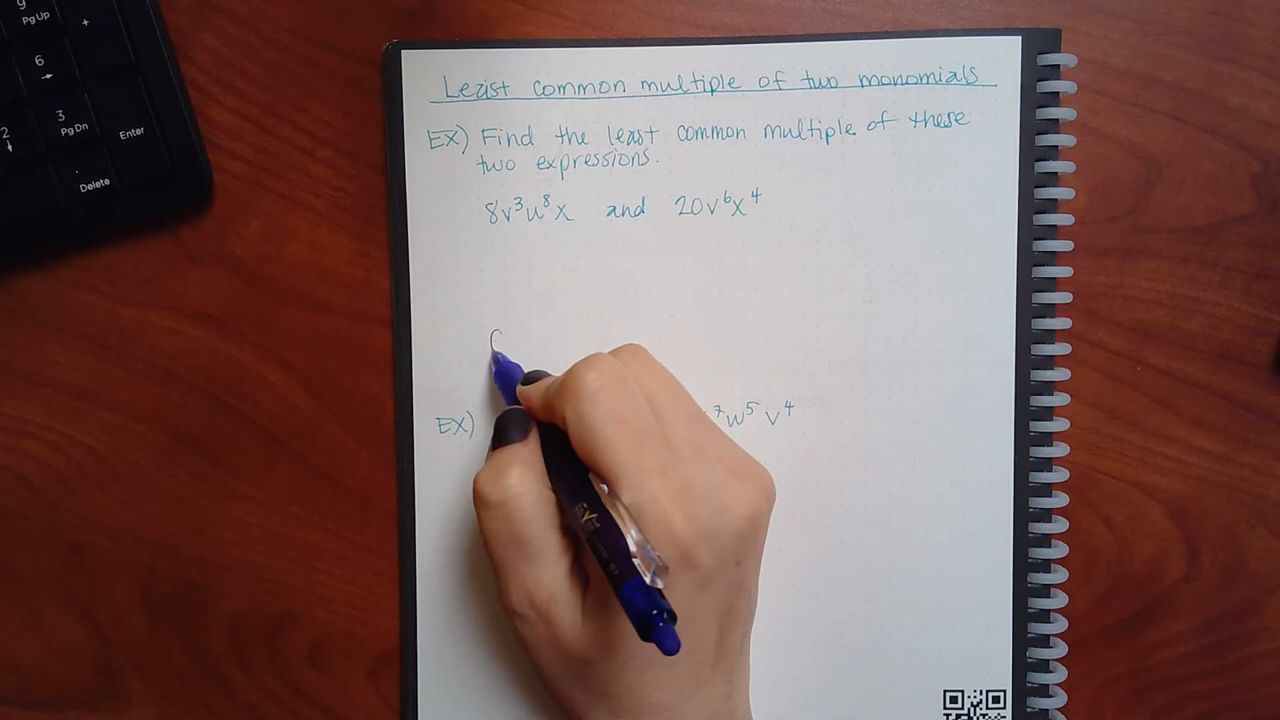 9
PgUp
+
6
→
3
PgDn
2
↓
Enter
.
Delete
Least common multiple of two monomials
EX) Find the least common multiple of these
two expressions.
8v³u⁸x and 20v⁶x⁴
EX) w⁵v⁴